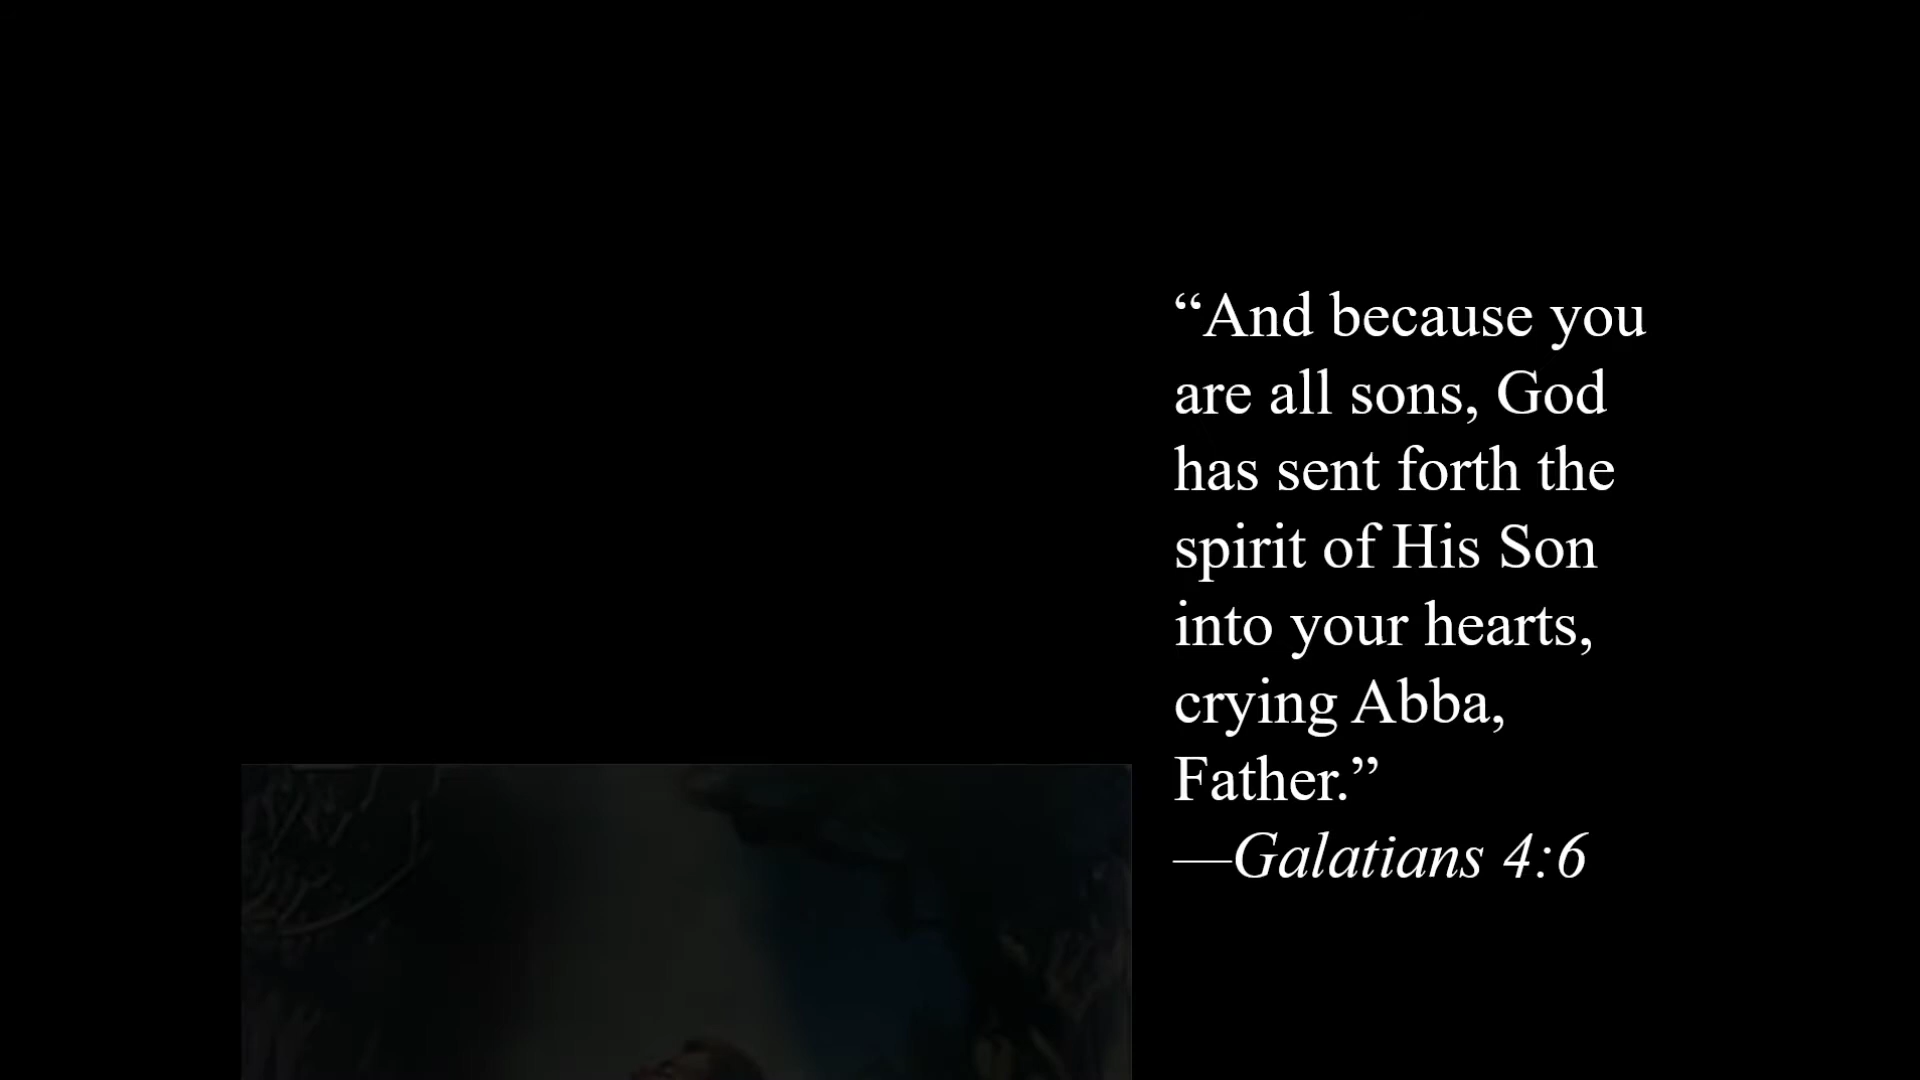 “And because you
are all sons, God
has sent forth the
spirit of His Son
into your hearts,
crying Abba,
Father.”
—Galatians 4:6